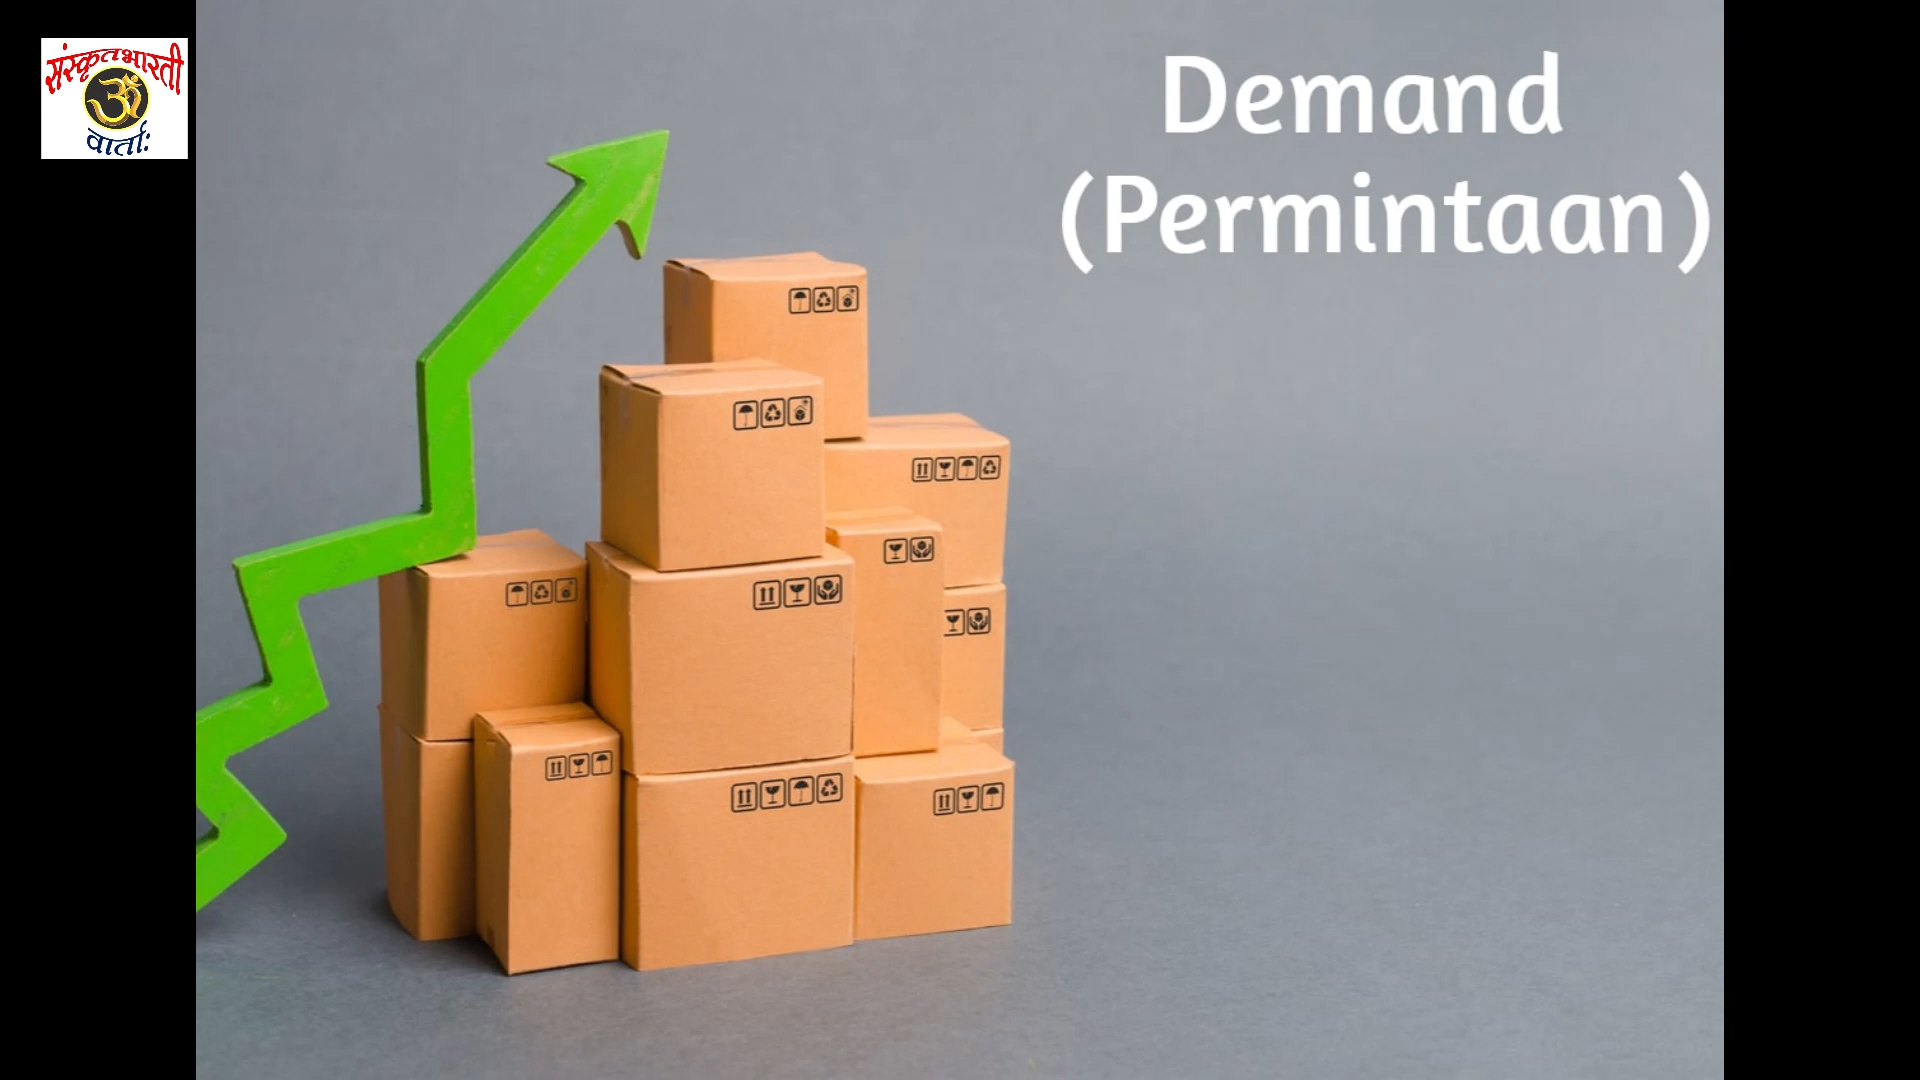 संस्कृतभारती
ॐ
वार्ताः
Demand
(Permintaan)